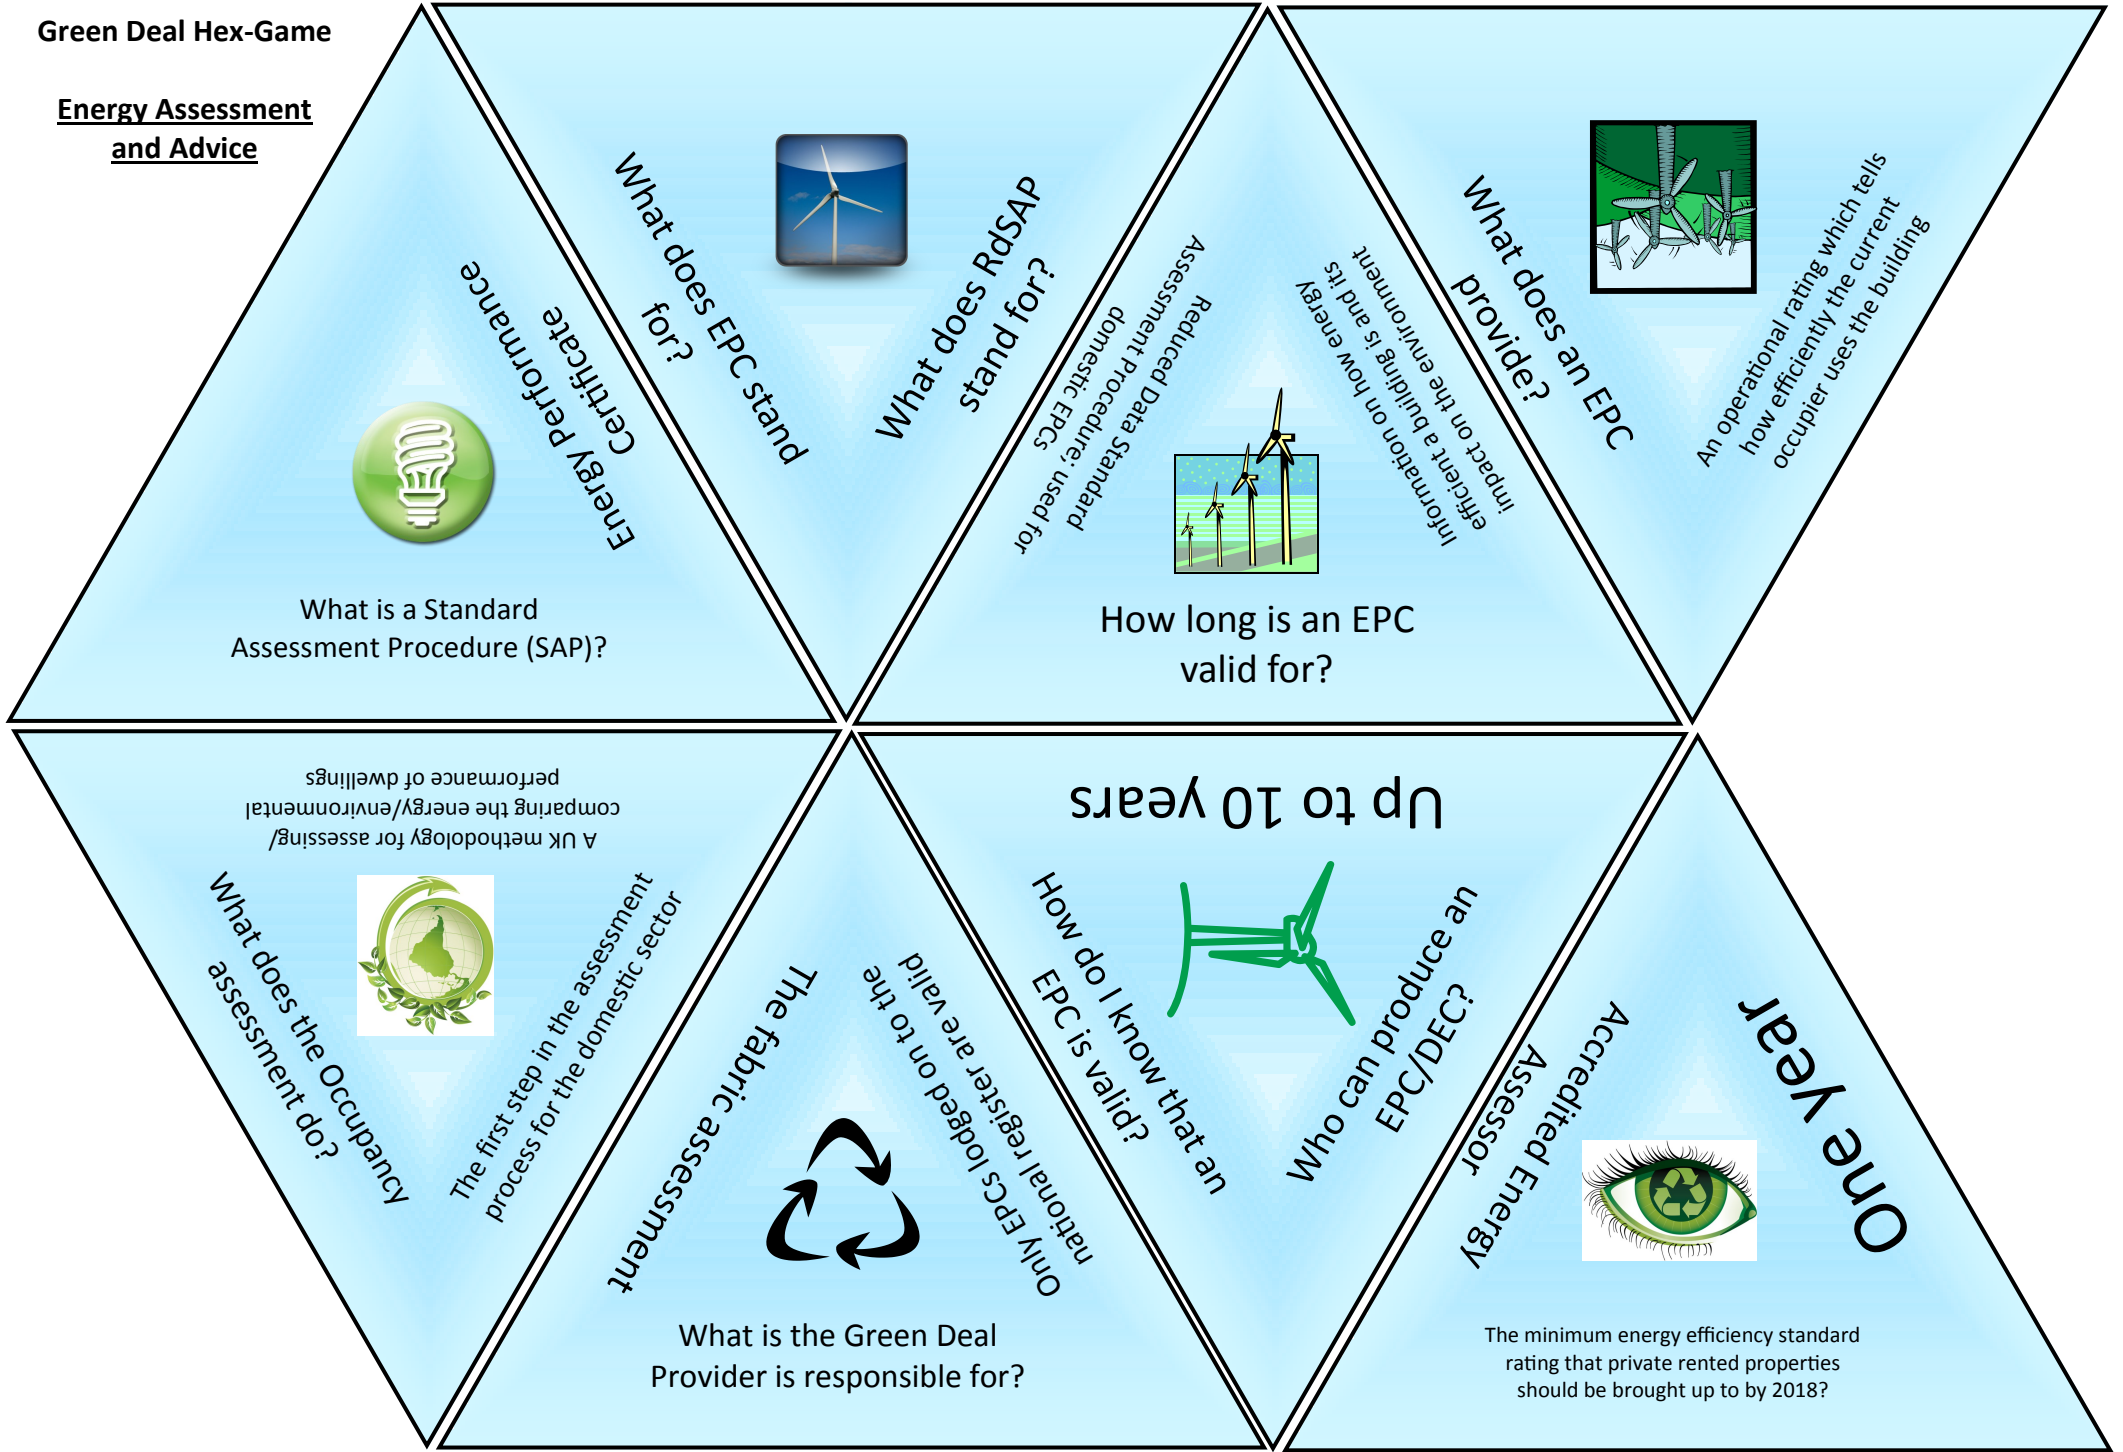 Green Deal Hex-Game
Energy Assessment
and Advice
Energy Performance
Certificate
What is a Standard
Assessment Procedure (SAP)?
What does EPC stand
for?
What does RdSAP
stand for?
Reduced Data Standard
Assessment Procedure; used for
domestic EPCs
Information on how energy
efficient a building is and its
impact on the environment
How long is an EPC
valid for?
What does an EPC
provide?
An operational rating which tells
how efficiently the current
occupier uses the building
A UK methodology for assessing/
comparing the energy/environmental
performance of dwellings
What does the Occupancy
assessment do?
The first step in the assessment
process for the domestic sector
The fabric assessment
Only EPCs lodged on to the
national register are valid
What is the Green Deal
Provider is responsible for?
Up to 10 years
How do I know that an
EPC is valid?
Who can produce an
EPC/DEC?
Accredited Energy
Assessor
One year
The minimum energy efficiency standard
rating that private rented properties
should be brought up to by 2018?